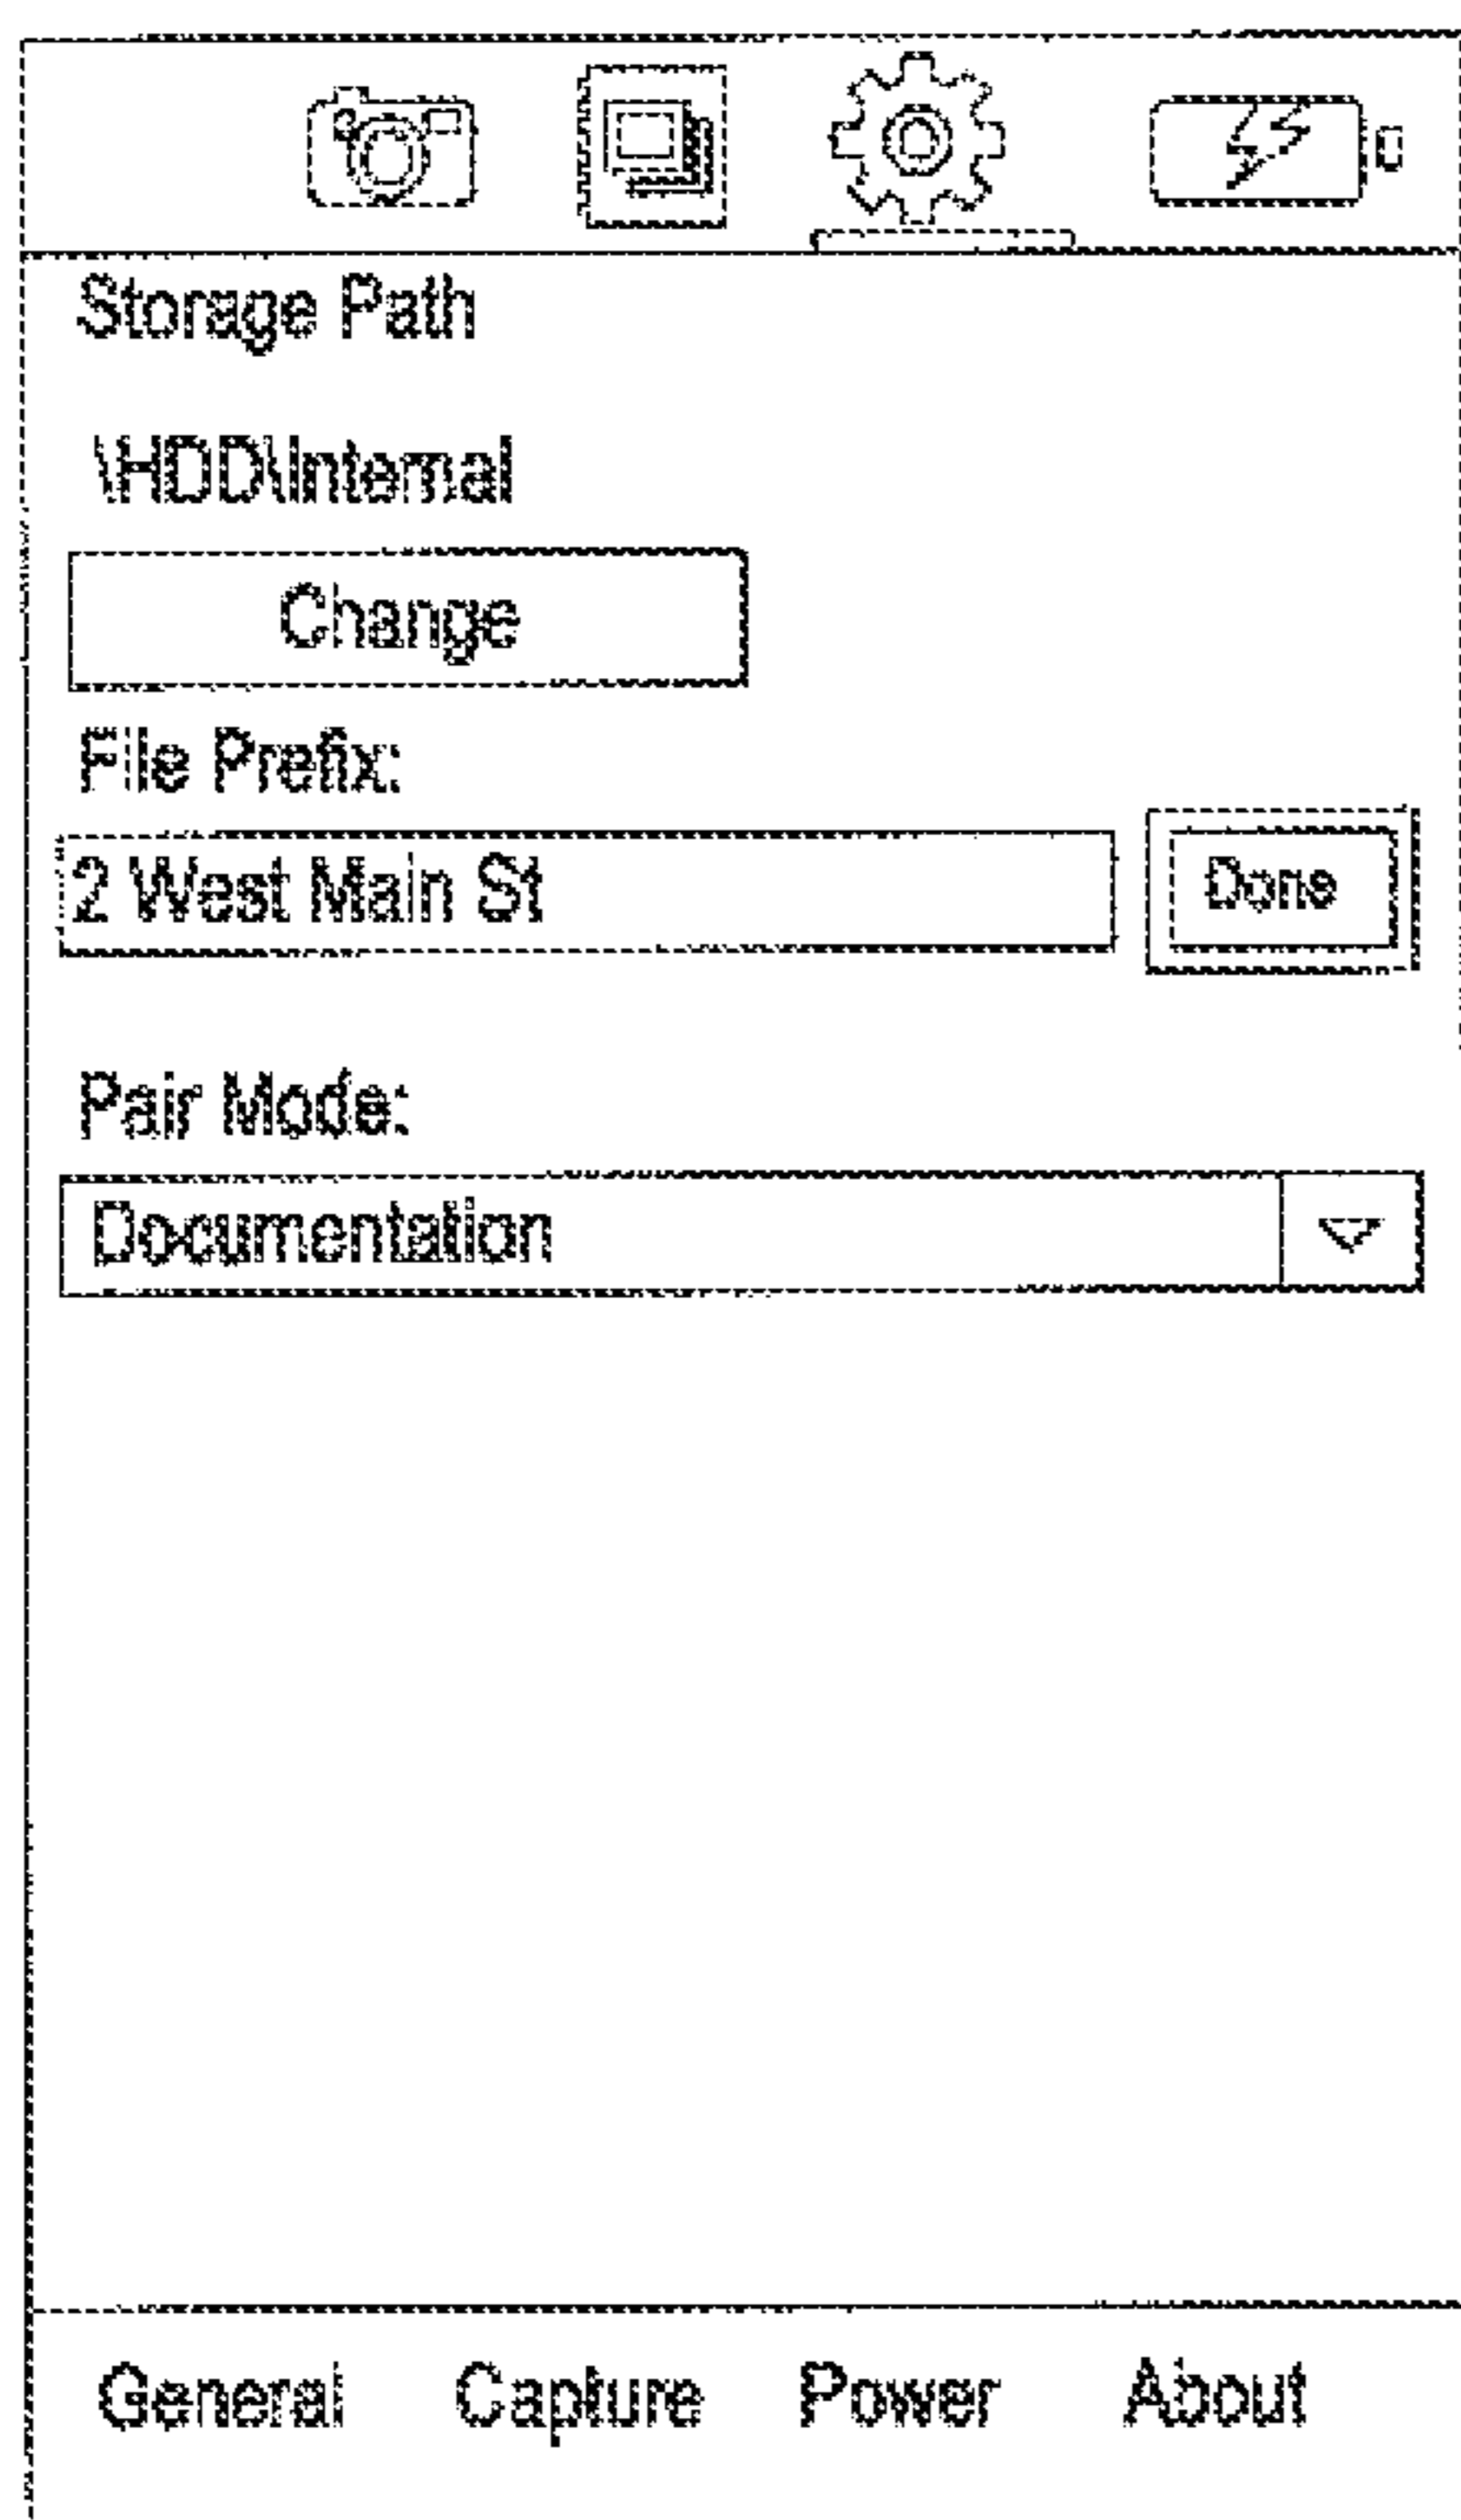 Storage Path
\HDD\Internal
Change
File Prefix:
2 West Main St
Done
Pair Mode:
Documentation
General Capture Power About